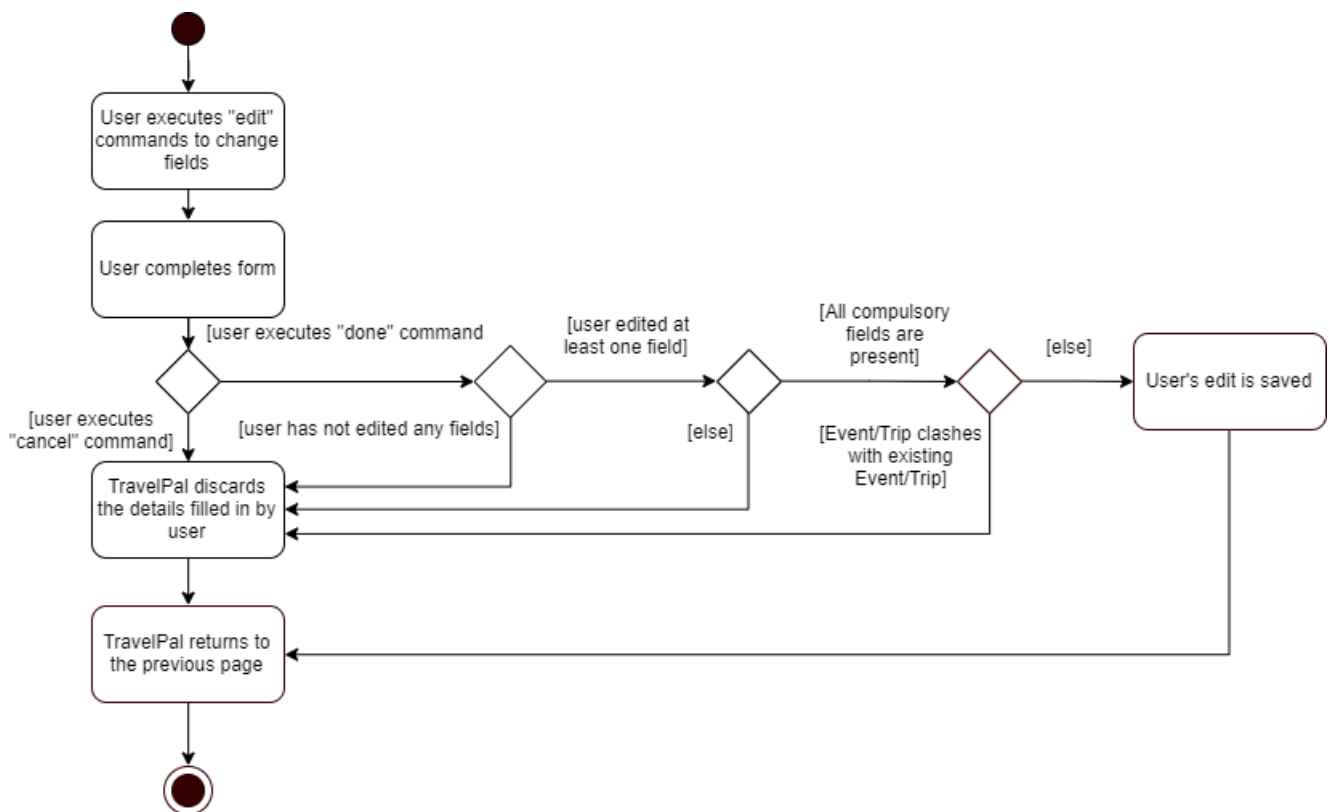 User executes "edit"
commands to change
fields
User completes form
[user executes "done" command
[user edited at
least one field]
[All compulsory
fields are
present]
[else]
User's edit is saved
[user executes
"cancel" command]
[user has not edited any fields]
[else]
[Event/Trip clashes
with existing
Event/Trip]
TravelPal discards
the details filled in by
user
TravelPal returns to
the previous page